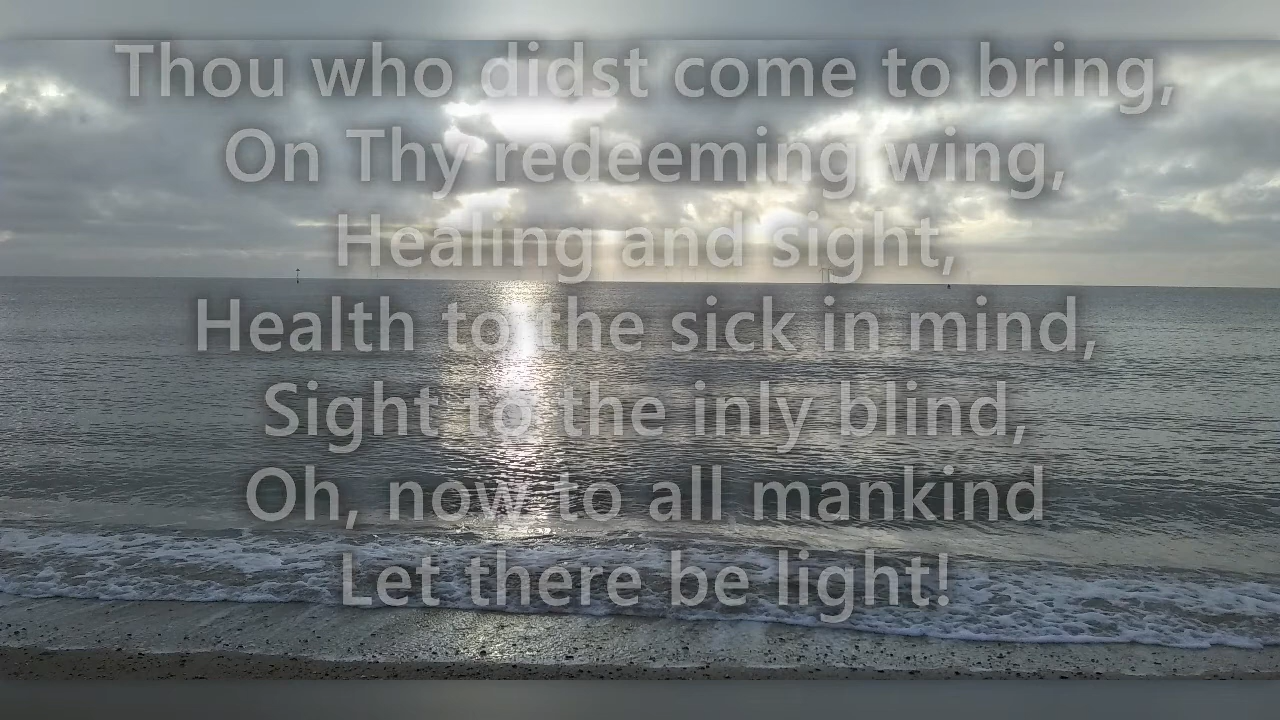 Thou who didst come to bring,
On Thy redeeming wing,
Healing and sight,
Health to the sick in mind,
Sight to the inly blind,
Oh, now to all mankind
Let there be light!